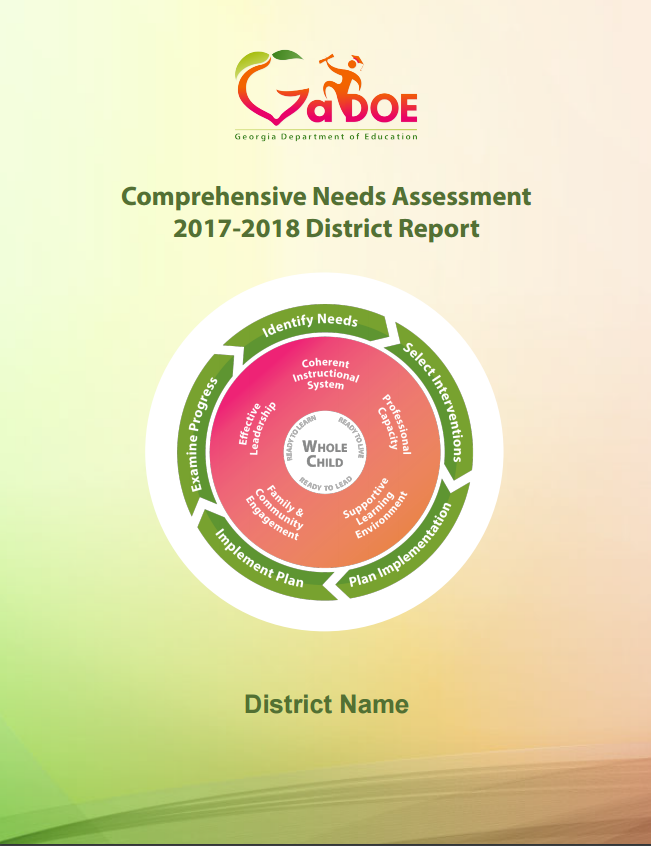 GaDOE
Georgia Department of Education
Comprehensive Needs Assessment
2017-2018 District Report
Identify Needs
Select Interventions
Plan Implementation
Implement Plan
Examine Progress
Coherent
Instructional
System
Professional
Capacity
Supportive
Learning
Environment
Family &
Community
Engagement
Effective
Leadership
READY TO LEARN
READY TO LIVE
READY TO LEAD
WHOLE
CHILD
District Name